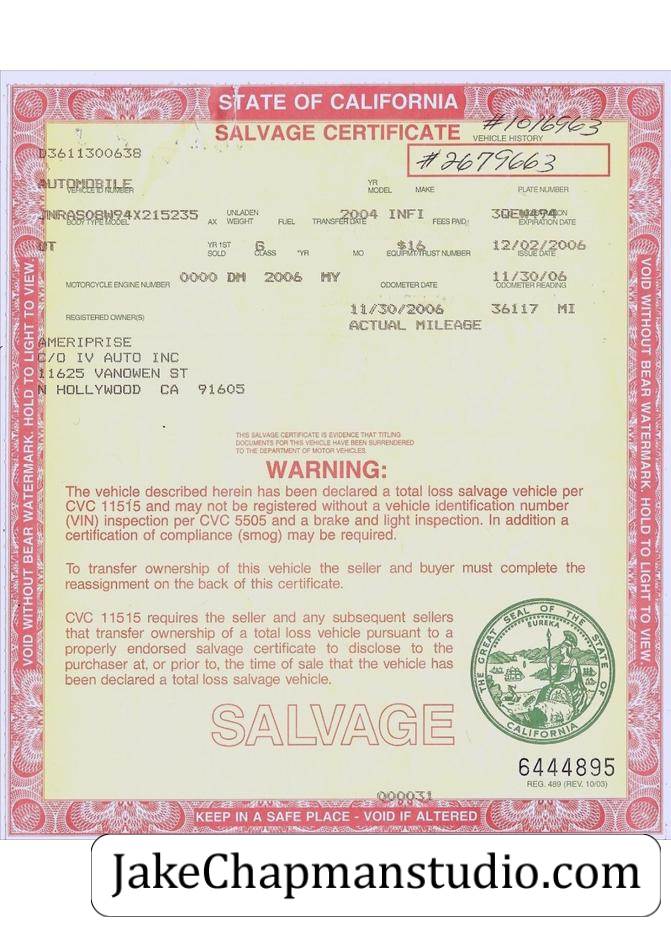 STATE OF CALIFORNIA
SALVAGE CERTIFICATE
#1016963
VEHICLE HISTORY
D3611300638
#2679663
AUTOMOBILE
VEHICLE ID NUMBER YR MODEL MAKE PLATE NUMBER
JNRAS08W94X215235 2004 INFI 3QEW494
BODY TYPE MODEL AX UNLADEN WEIGHT FUEL TRANSFER DATE FEES PAID EXPIRATION DATE
UT G $16 12/02/2006
YR 1ST SOLD CLASS *YR MO EQUIPMT/TRUST NUMBER ISSUE DATE
0000 DM 2006 MY 11/30/06
MOTORCYCLE ENGINE NUMBER ODOMETER DATE ODOMETER READING
11/30/2006 36117 MI
REGISTERED OWNER(S)
ACTUAL MILEAGE
AMERIPRISE
C/O IV AUTO INC
11625 VANOWEN ST
N HOLLYWOOD CA 91605
THIS SALVAGE CERTIFICATE IS EVIDENCE THAT TITLING
DOCUMENTS FOR THIS VEHICLE HAVE BEEN SURRENDERED
TO THE DEPARTMENT OF MOTOR VEHICLES.
WARNING:
The vehicle described herein has been declared a total loss salvage vehicle per
CVC 11515 and may not be registered without a vehicle identification number
(VIN) inspection per CVC 5505 and a brake and light inspection. In addition a
certification of compliance (smog) may be required.
To transfer ownership of this vehicle the seller and buyer must complete the
reassignment on the back of this certificate.
CVC 11515 requires the seller and any subsequent sellers
that transfer ownership of a total loss vehicle pursuant to a
properly endorsed salvage certificate to disclose to the
purchaser at, or prior to, the time of sale that the vehicle has
been declared a total loss salvage vehicle.
THE GREAT SEAL OF THE STATE OF CALIFORNIA
EUREKA
SALVAGE
6444895
REG. 489 (REV. 10/03)
000031
KEEP IN A SAFE PLACE - VOID IF ALTERED
VOID WITHOUT BEAR WATERMARK. HOLD TO LIGHT TO VIEW
VOID WITHOUT BEAR WATERMARK. HOLD TO LIGHT TO VIEW
JakeChapmanstudio.com